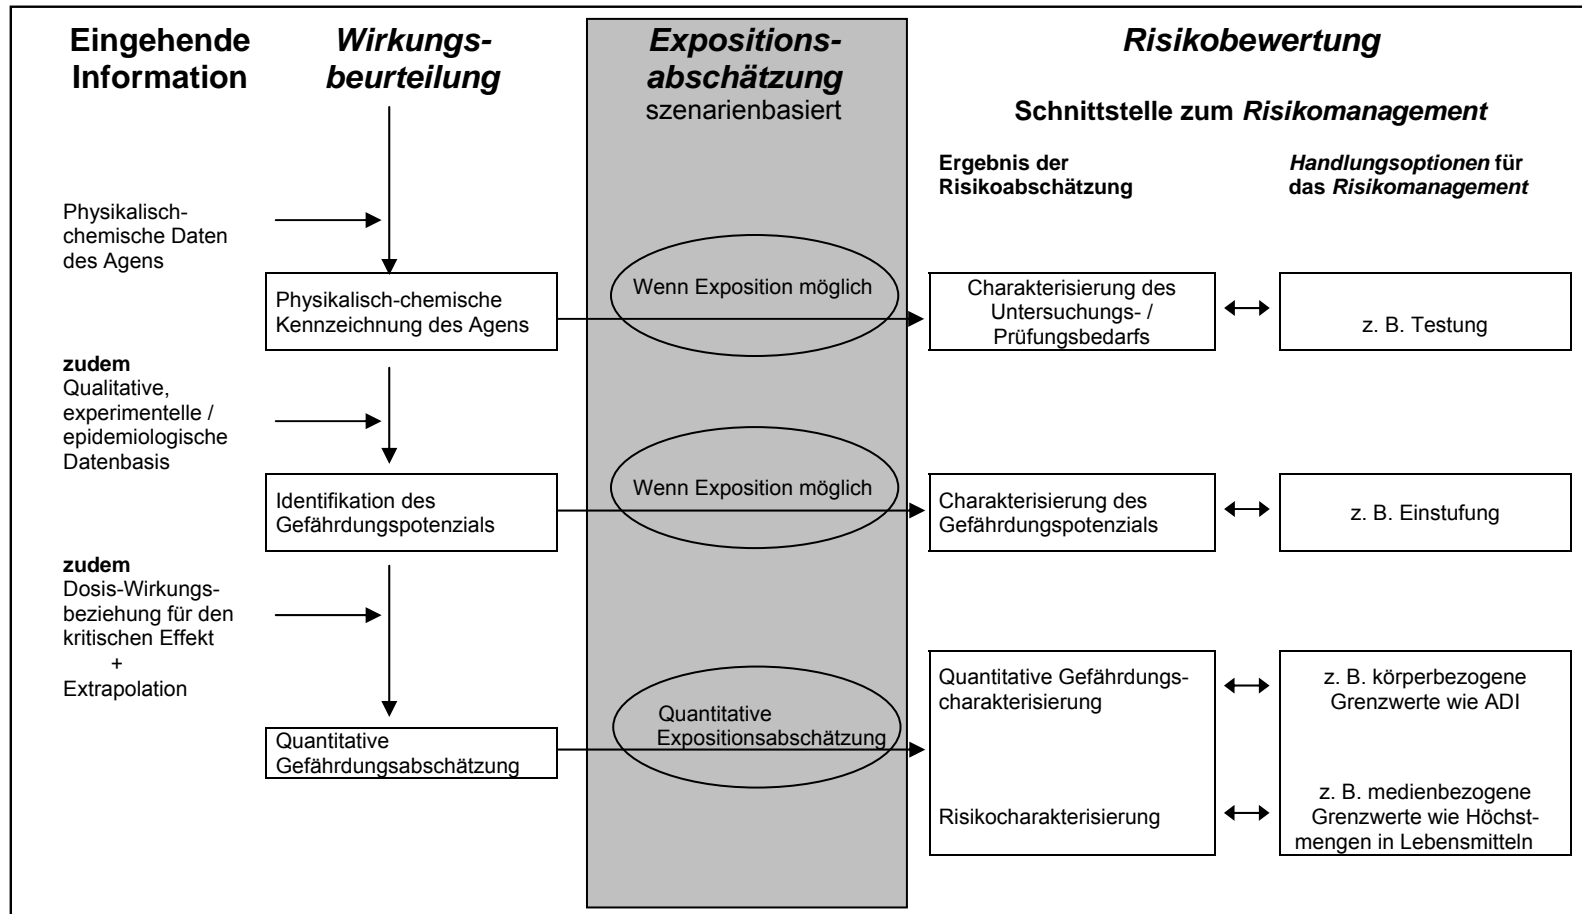 Eingehende
Information
Wirkungs-
beurteilung
Expositions-
abschätzung
szenarienbasiert
Risikobewertung
Schnittstelle zum Risikomanagement
Ergebnis der
Risikoabschätzung
Handlungsoptionen für
das Risikomanagement
Physikalisch-
chemische Daten
des Agens
Physikalisch-chemische
Kennzeichnung des Agens
Wenn Exposition möglich
Charakterisierung des
Untersuchungs- /
Prüfungsbedarfs
z. B. Testung
zudem
Qualitative,
experimentelle /
epidemiologische
Datenbasis
Identifikation des
Gefährdungspotenzials
Wenn Exposition möglich
Charakterisierung des
Gefährdungspotenzials
z. B. Einstufung
zudem
Dosis-Wirkungs-
beziehung für den
kritischen Effekt
+
Extrapolation
Quantitative
Gefährdungsabschätzung
Quantitative
Expositionsabschätzung
Quantitative Gefährdungs-
charakterisierung
z. B. körperbezogene
Grenzwerte wie ADI
Risikocharakterisierung
z. B. medienbezogene
Grenzwerte wie Höchst-
mengen in Lebensmitteln